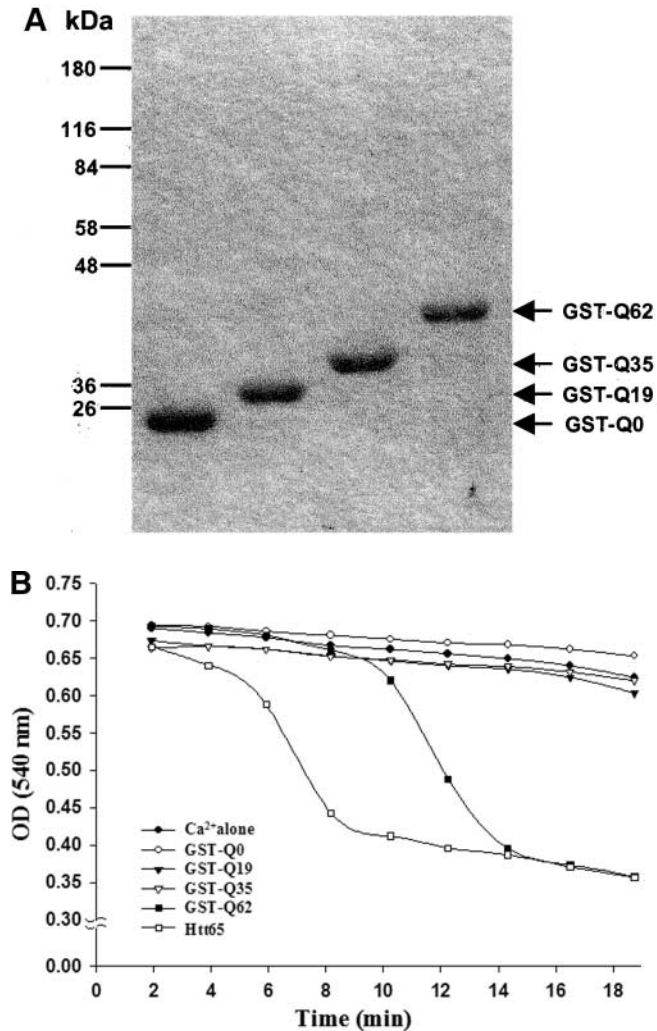 A kDa
180
116
84
58
48
36
26
GST-Q62
GST-Q35
GST-Q19
GST-Q0
B
0.75
0.70
0.65
0.60
0.55
0.50
0.45
0.40
0.35
0.30
0.00
OD (540 nm)
Ca²⁺alone
GST-Q0
GST-Q19
GST-Q35
GST-Q62
Htt65
0 2 4 6 8 10 12 14 16 18
Time (min)